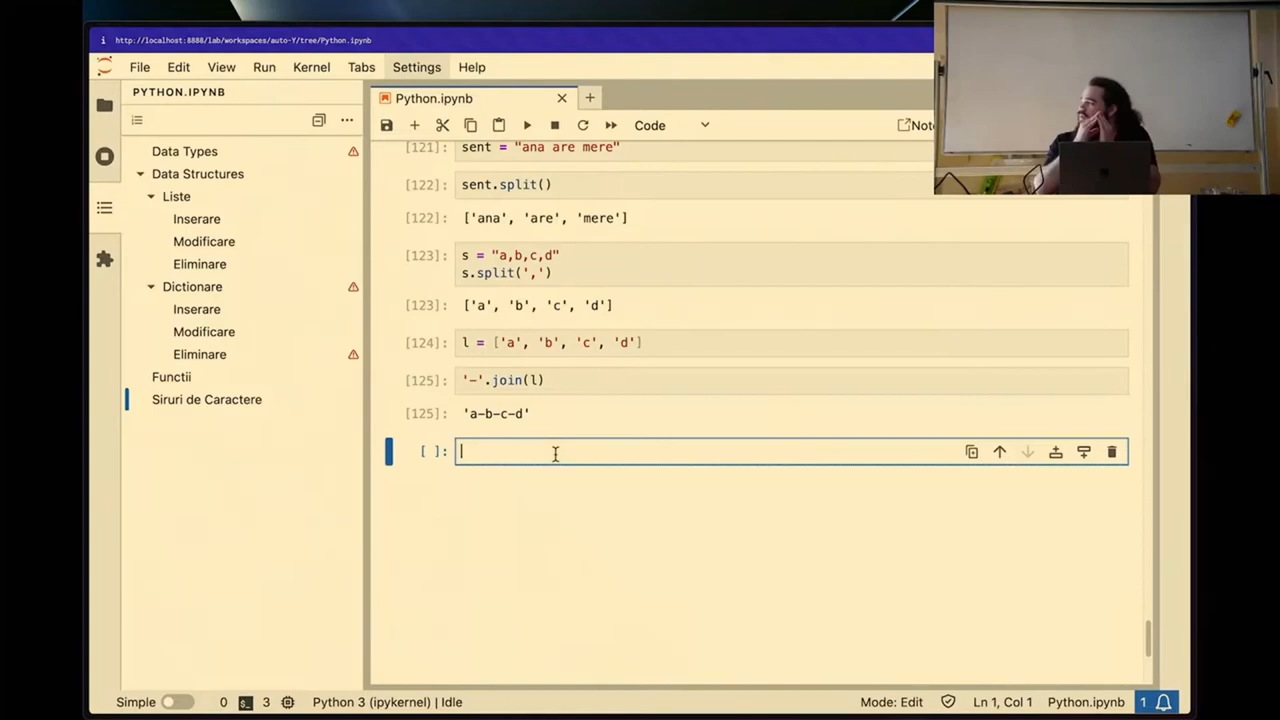 http://localhost:8888/lab/workspaces/auto-Y/tree/Python.ipynb
File Edit View Run Kernel Tabs Settings Help
PYTHON.IPYNB
Data Types
Data Structures
Liste
Inserare
Modificare
Eliminare
Dictionare
Inserare
Modificare
Eliminare
Functii
Siruri de Caractere
Python.ipynb
Code
[121]: sent = "ana are mere"
[122]: sent.split()
[122]: ['ana', 'are', 'mere']
[123]: s = "a,b,c,d"
s.split(',')
[123]: ['a', 'b', 'c', 'd']
[124]: l = ['a', 'b', 'c', 'd']
[125]: '-'.join(l)
[125]: 'a-b-c-d'
[ ]:
Simple 0 3 Python 3 (ipykernel) | Idle Mode: Edit Ln 1, Col 1 Python.ipynb 1